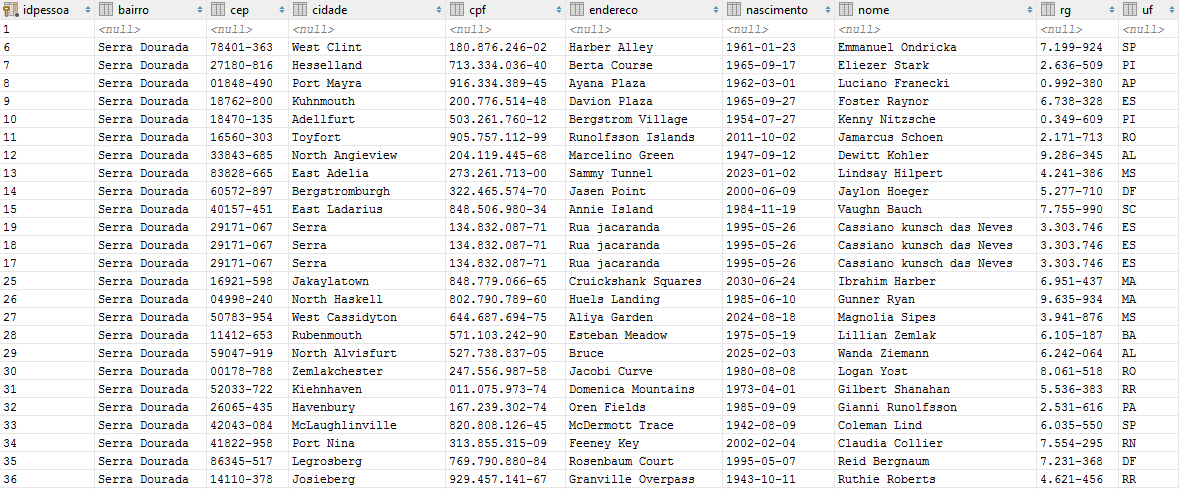 idpessoa bairro cep cidade cpf endereco nascimento nome rg uf
1 <null> <null> <null> <null> <null> <null> <null> <null> <null>
6 Serra Dourada 78401-363 West Clint 180.876.246-02 Harber Alley 1961-01-23 Emmanuel Ondricka 7.199-924 SP
7 Serra Dourada 27180-816 Hesselland 713.334.036-40 Berta Course 1965-09-17 Eliezer Stark 2.636-509 PI
8 Serra Dourada 01848-490 Port Mayra 916.334.389-45 Ayana Plaza 1962-03-01 Luciano Franecki 0.992-380 AP
9 Serra Dourada 18762-800 Kuhnmouth 200.776.514-48 Davion Plaza 1965-09-27 Foster Raynor 6.738-328 ES
10 Serra Dourada 18470-135 Adellfurt 503.261.760-12 Bergstrom Village 1954-07-27 Kenny Nitzsche 0.349-609 PI
11 Serra Dourada 16560-303 Toyfort 905.757.112-99 Runolfsson Islands 2011-10-02 Jamarcus Schoen 2.171-713 RO
12 Serra Dourada 33843-685 North Angieview 204.119.445-68 Marcelino Green 1947-09-12 Dewitt Kohler 9.286-345 AL
13 Serra Dourada 83828-665 East Adelia 273.261.713-00 Sammy Tunnel 2023-01-02 Lindsay Hilpert 4.241-386 MS
14 Serra Dourada 60572-897 Bergstromburgh 322.465.574-70 Jasen Point 2000-06-09 Jaylon Hoeger 5.277-710 DF
15 Serra Dourada 40157-451 East Ladarius 848.506.980-34 Annie Island 1984-11-19 Vaughn Bauch 7.755-990 SC
19 Serra Dourada 29171-067 Serra 134.832.087-71 Rua jacaranda 1995-05-26 Cassiano kunsch das Neves 3.303.746 ES
18 Serra Dourada 29171-067 Serra 134.832.087-71 Rua jacaranda 1995-05-26 Cassiano kunsch das Neves 3.303.746 ES
17 Serra Dourada 29171-067 Serra 134.832.087-71 Rua jacaranda 1995-05-26 Cassiano kunsch das Neves 3.303.746 ES
25 Serra Dourada 16921-598 Jakaylatown 848.779.066-65 Cruickshank Squares 2030-06-24 Ibrahim Harber 6.951-437 MA
26 Serra Dourada 04998-240 North Haskell 802.790.789-60 Huels Landing 1985-06-10 Gunner Ryan 9.635-934 MA
27 Serra Dourada 50783-954 West Cassidyton 644.687.694-75 Aliya Garden 2024-08-18 Magnolia Sipes 3.941-876 MS
28 Serra Dourada 11412-653 Rubenmouth 571.103.242-90 Esteban Meadow 1975-05-19 Lillian Zemlak 6.105-187 BA
29 Serra Dourada 59047-919 North Alvisfurt 527.738.837-05 Bruce 2025-02-03 Wanda Ziemann 6.242-064 AL
30 Serra Dourada 00178-788 Zemlakchester 247.556.987-58 Jacobi Curve 1980-08-08 Logan Yost 8.061-518 RO
31 Serra Dourada 52033-722 Kiehnhaven 011.075.973-74 Domenica Mountains 1973-04-01 Gilbert Shanahan 5.536-383 RR
32 Serra Dourada 26065-435 Havenbury 167.239.302-74 Oren Fields 1985-09-09 Gianni Runolfsson 2.531-616 PA
33 Serra Dourada 42043-084 McLaughlinville 820.808.126-45 McDermott Trace 1942-08-09 Coleman Lind 6.035-550 SP
34 Serra Dourada 41822-958 Port Nina 313.855.315-09 Feeney Key 2002-02-04 Claudia Collier 7.554-295 RN
35 Serra Dourada 86345-517 Legrosberg 769.790.880-84 Rosenbaum Court 1995-05-07 Reid Bergnaum 7.231-368 DF
36 Serra Dourada 14110-378 Josieberg 929.457.141-67 Granville Overpass 1943-10-11 Ruthie Roberts 4.621-456 RR